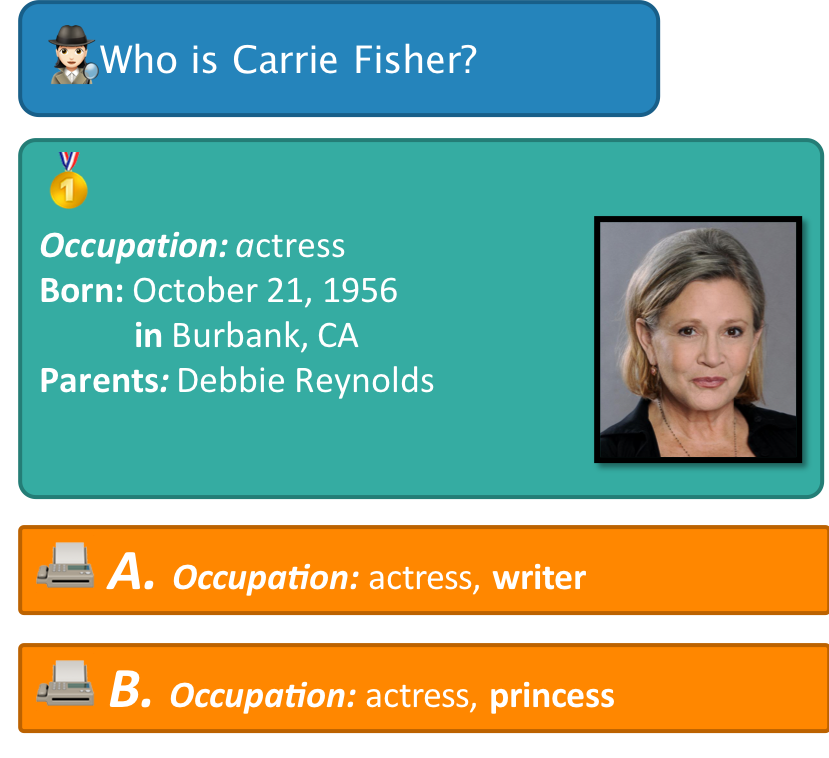 Who is Carrie Fisher?
1
Occupation: actress
Born: October 21, 1956
in Burbank, CA
Parents: Debbie Reynolds
A. Occupation: actress, writer
B. Occupation: actress, princess